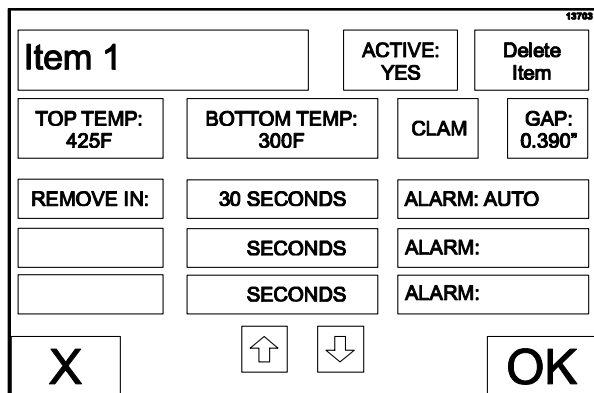 13703
Item 1
ACTIVE:
YES
Delete
Item
TOP TEMP:
425F
BOTTOM TEMP:
300F
CLAM
GAP:
0.390"
REMOVE IN:
30 SECONDS
ALARM: AUTO
SECONDS
ALARM:
SECONDS
ALARM:
X
OK